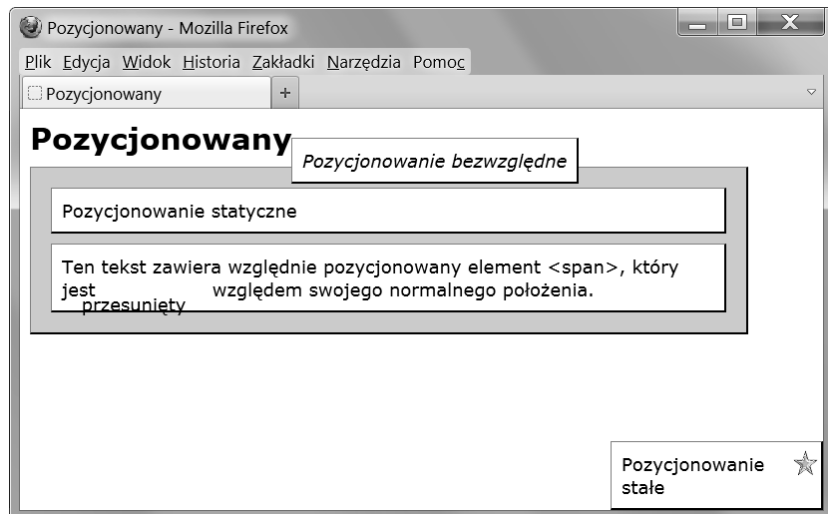 Pozycjonowany - Mozilla Firefox
Plik Edycja Widok Historia Zakładki Narzędzia Pomoc
Pozycjonowany +
Pozycjonowany
Pozycjonowanie bezwzględne
Pozycjonowanie statyczne
Ten tekst zawiera względnie pozycjonowany element <span>, który
jest względem swojego normalnego położenia.
przesunięty
Pozycjonowanie
stałe